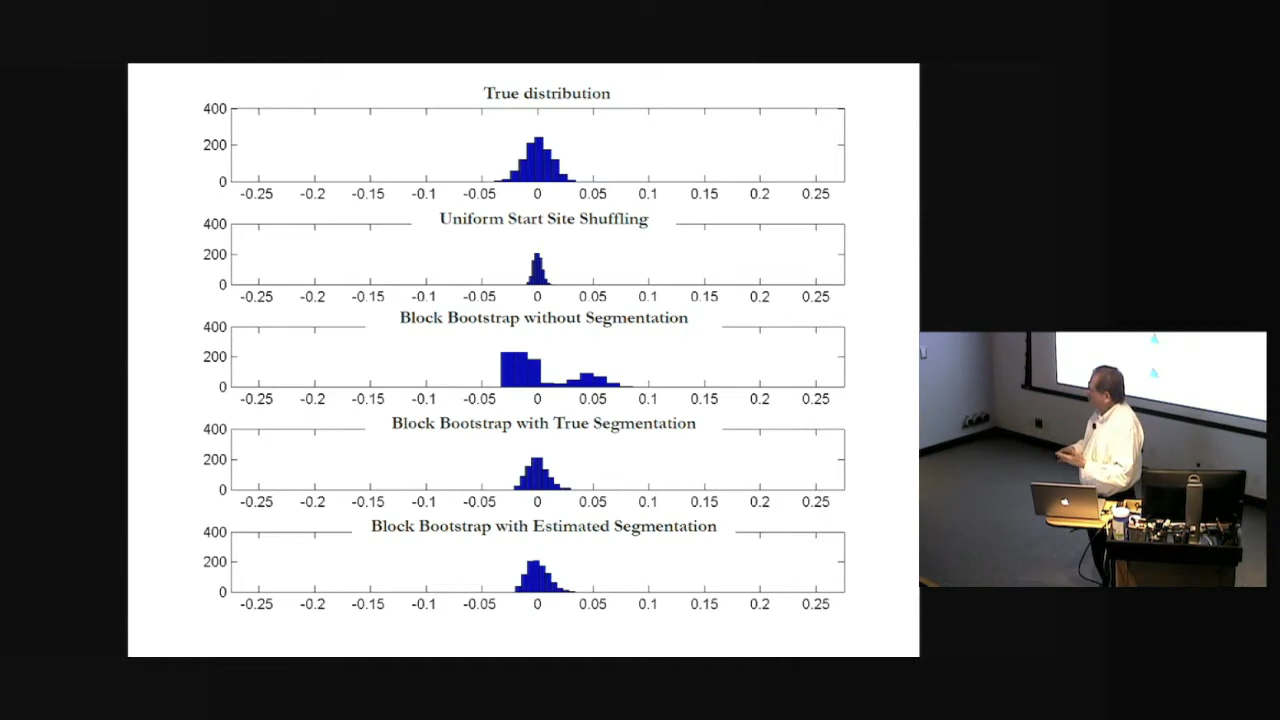 True distribution
400
200
0
-0.25 -0.2 -0.15 -0.1 -0.05 0 0.05 0.1 0.15 0.2 0.25
Uniform Start Site Shuffling
400
200
0
-0.25 -0.2 -0.15 -0.1 -0.05 0 0.05 0.1 0.15 0.2 0.25
Block Bootstrap without Segmentation
400
200
0
-0.25 -0.2 -0.15 -0.1 -0.05 0 0.05 0.1 0.15 0.2 0.25
Block Bootstrap with True Segmentation
400
200
0
-0.25 -0.2 -0.15 -0.1 -0.05 0 0.05 0.1 0.15 0.2 0.25
Block Bootstrap with Estimated Segmentation
400
200
0
-0.25 -0.2 -0.15 -0.1 -0.05 0 0.05 0.1 0.15 0.2 0.25